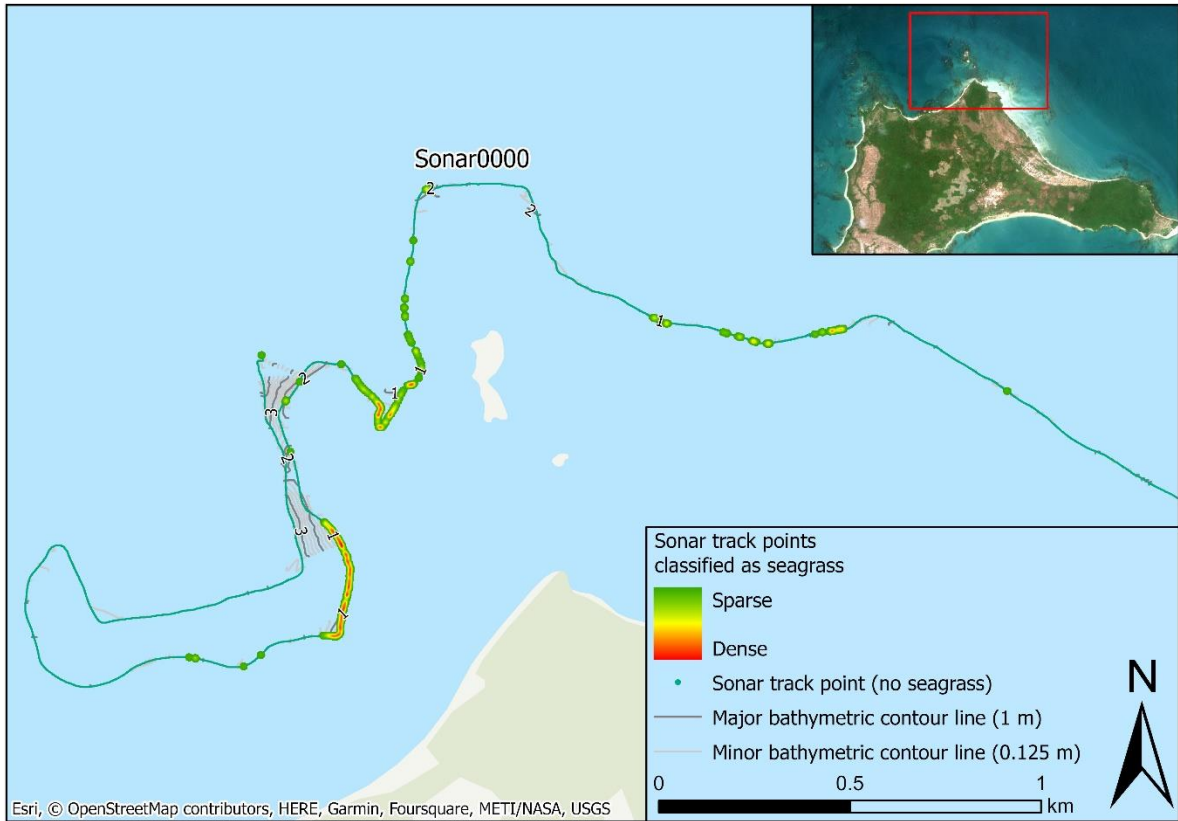 Sonar0000
2
2
1
1
2
1
3
2
1
3
1
Sonar track points
classified as seagrass
Sparse
Dense
Sonar track point (no seagrass)
Major bathymetric contour line (1 m)
Minor bathymetric contour line (0.125 m)
N
0 0.5 1
km
Esri, © OpenStreetMap contributors, HERE, Garmin, Foursquare, METI/NASA, USGS